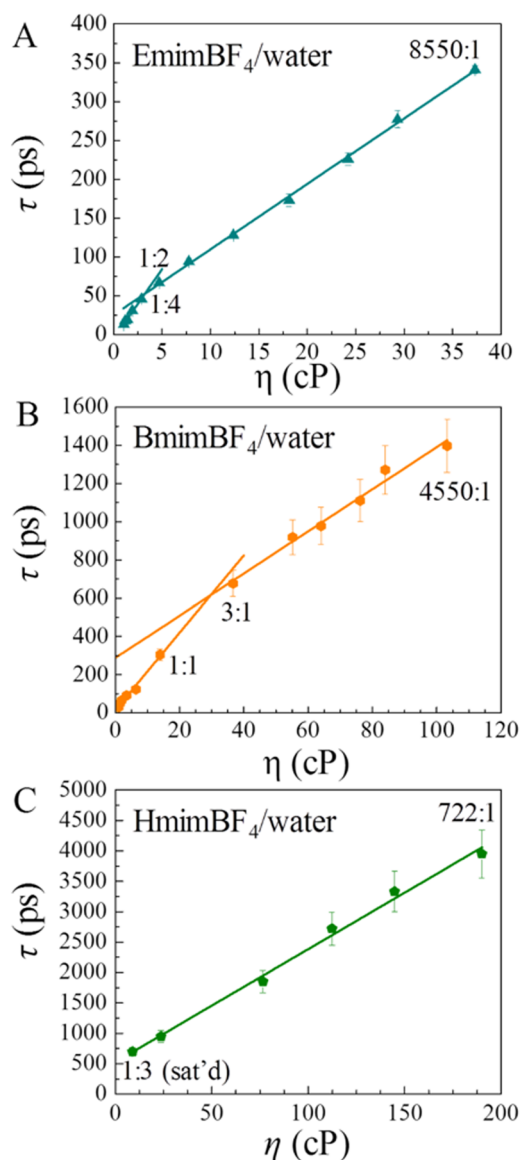 A
EmimBF₄/water
8550:1
400
350
300
250
200
150
100
50
0
1:2
1:4
τ (ps)
0 5 10 15 20 25 30 35 40
η (cP)
B
BmimBF₄/water
4550:1
1600
1400
1200
1000
800
600
400
200
0
3:1
1:1
τ (ps)
0 20 40 60 80 100 120
η (cP)
C
HmimBF₄/water
722:1
5000
4500
4000
3500
3000
2500
2000
1500
1000
500
0
1:3 (sat'd)
τ (ps)
0 50 100 150 200
η (cP)